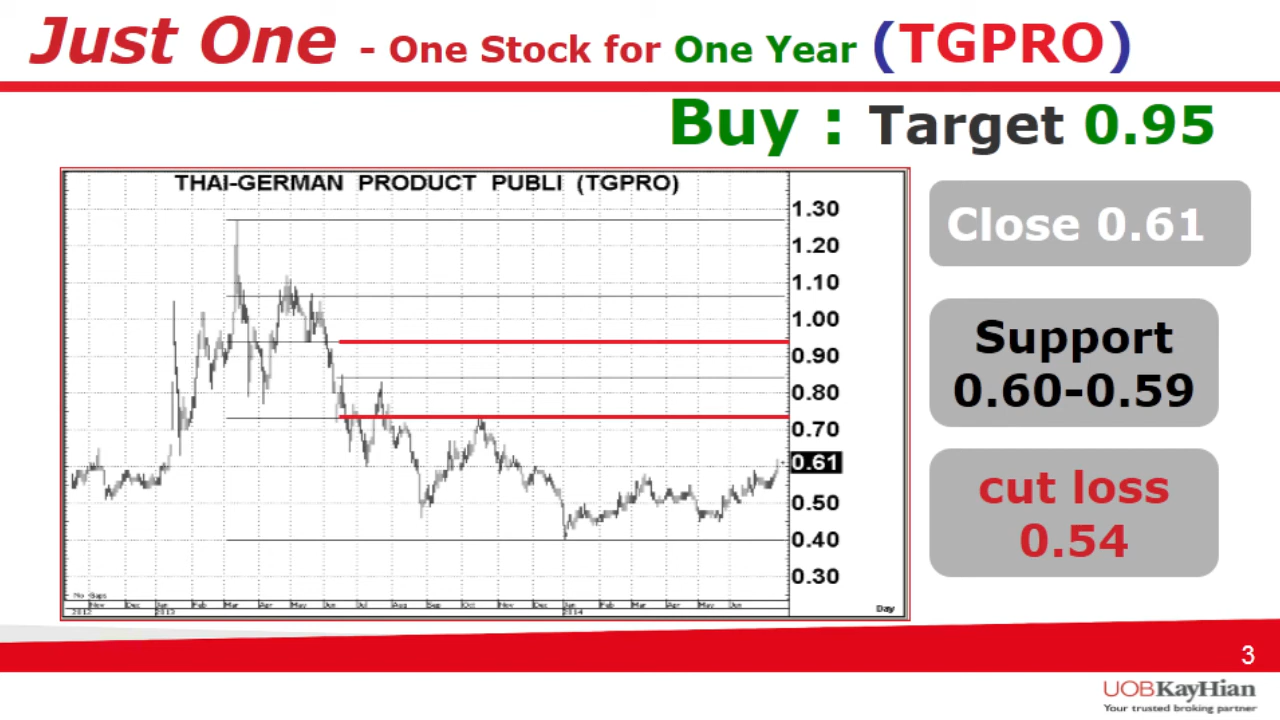 Just One - One Stock for One Year (TGPRO)
Buy : Target 0.95
THAI-GERMAN PRODUCT PUBLI (TGPRO)
1.30
1.20
1.10
1.00
0.90
0.80
0.70
0.61
0.50
0.40
0.30
No Gaps
Nov Dec Jan Feb Mar Apr May Jun Jul Aug Sep Oct Nov Dec Jan Feb Mar Apr May Jun
2012 2013 2014
Day
Close 0.61
Support
0.60-0.59
cut loss
0.54
3
UOBKayHian
Your trusted broking partner